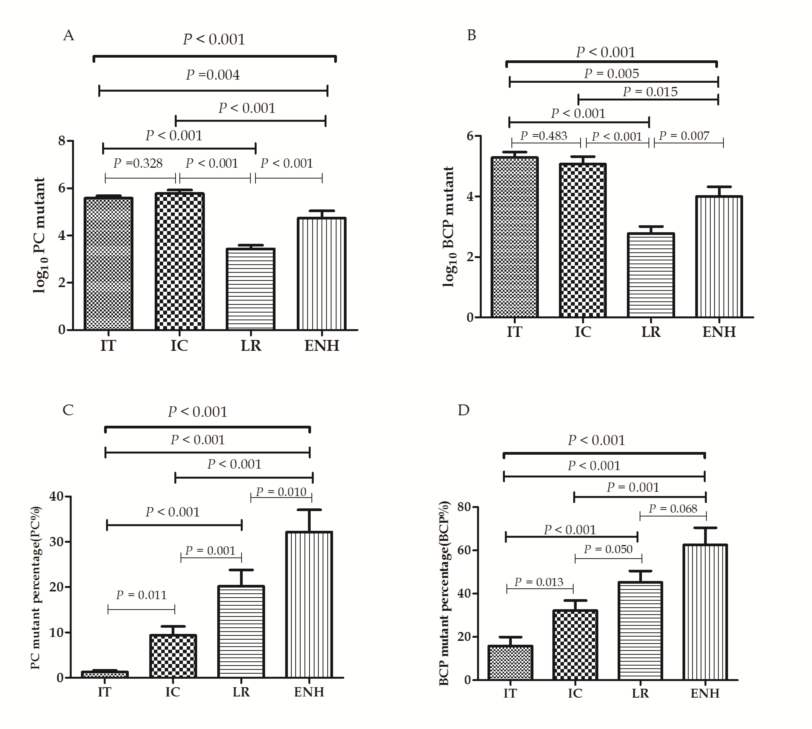 A
P < 0.001
P =0.004
P < 0.001
P < 0.001
P =0.328
P < 0.001
P < 0.001
log10 PC mutant
8
6
4
2
0
IT
IC
LR
ENH
B
P < 0.001
P = 0.005
P = 0.015
P < 0.001
P =0.483
P < 0.001
P = 0.007
log10 BCP mutant
6
4
2
0
IT
IC
LR
ENH
C
P < 0.001
P < 0.001
P < 0.001
P = 0.010
P < 0.001
P = 0.001
P = 0.011
PC mutant percentage(PC%)
40
30
20
10
0
IT
IC
LR
ENH
D
P < 0.001
P < 0.001
P = 0.001
P = 0.068
P < 0.001
P = 0.050
P = 0.013
BCP mutant percentage(BCP%)
80
60
40
20
0
IT
IC
LR
ENH